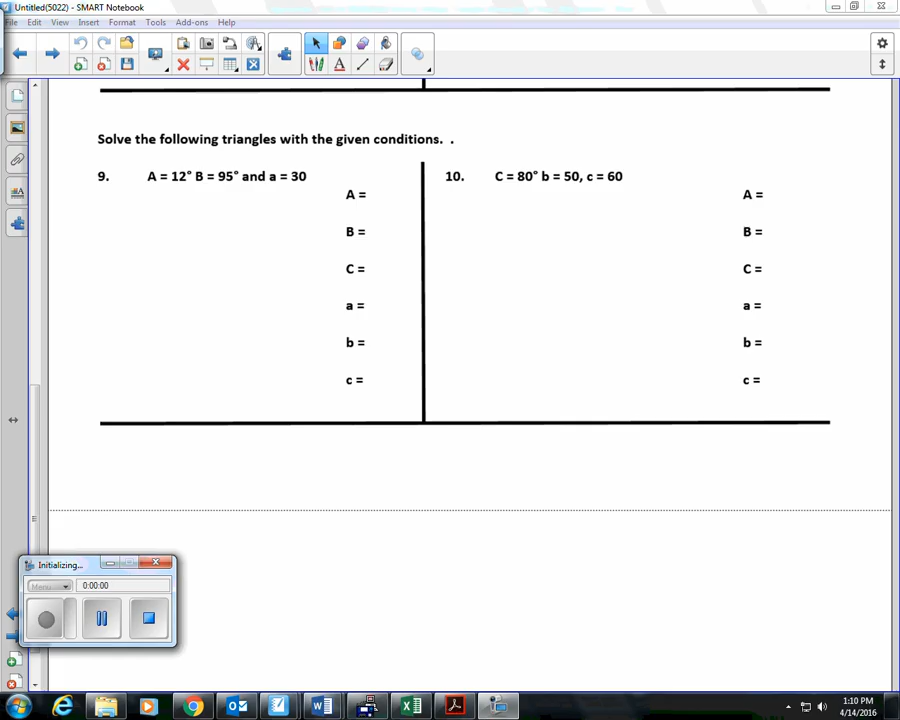 Untitled(5022) - SMART Notebook
File Edit View Insert Format Tools Add-ons Help
Solve the following triangles with the given conditions. .
9. A = 12° B = 95° and a = 30
A =
B =
C =
a =
b =
c =
10. C = 80° b = 50, c = 60
A =
B =
C =
a =
b =
c =
Initializing...
Menu 0:00:00
1:10 PM
4/14/2016